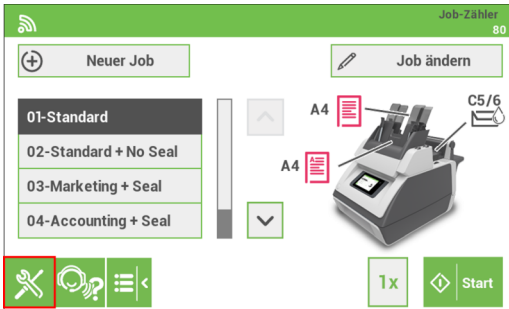 Job-Zähler
80
Neuer Job
Job ändern
01-Standard
02-Standard + No Seal
03-Marketing + Seal
04-Accounting + Seal
A4
C5/6
A4
1x
Start